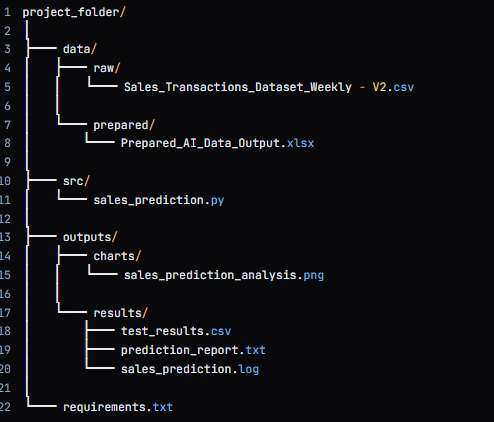 1 project_folder/
2 │
3 ├── data/
4 │   ├── raw/
5 │   │   └── Sales_Transactions_Dataset_Weekly - V2.csv
6 │   │
7 │   └── prepared/
8 │       └── Prepared_AI_Data_Output.xlsx
9 │
10 ├── src/
11 │   └── sales_prediction.py
12 │
13 ├── outputs/
14 │   ├── charts/
15 │   │   └── sales_prediction_analysis.png
16 │   │
17 │   └── results/
18 │       ├── test_results.csv
19 │       ├── prediction_report.txt
20 │       └── sales_prediction.log
21 │
22 └── requirements.txt